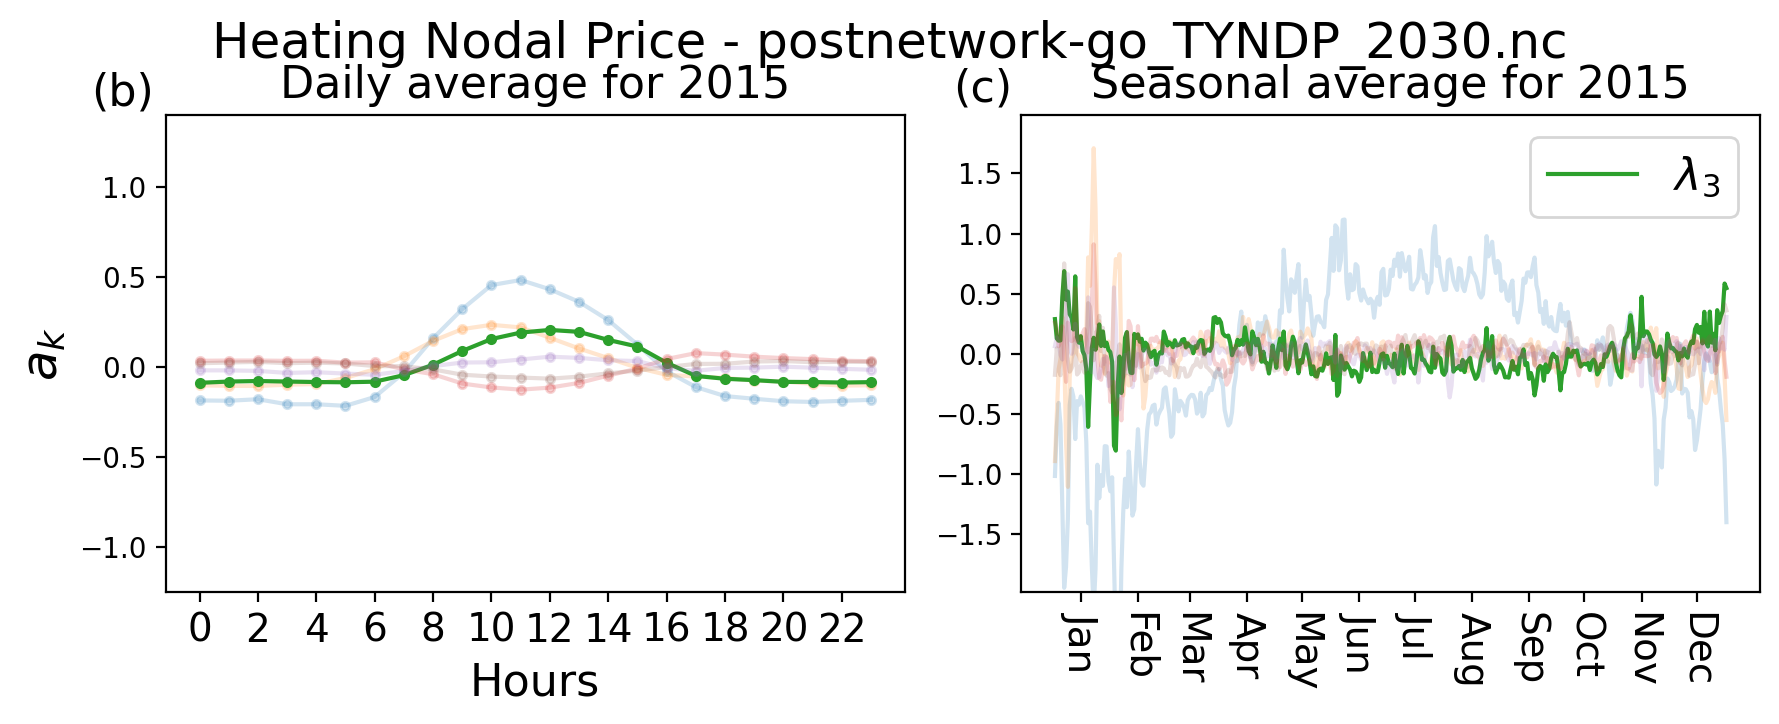 Heating Nodal Price - postnetwork-go_TYNDP_2030.nc
(b) Daily average for 2015
1.0
0.5
0.0
−0.5
−1.0
a_k
0 2 4 6 8 10 12 14 16 18 20 22
Hours
(c) Seasonal average for 2015
λ_3
1.5
1.0
0.5
0.0
−0.5
−1.0
−1.5
Jan Feb Mar Apr May Jun Jul Aug Sep Oct Nov Dec